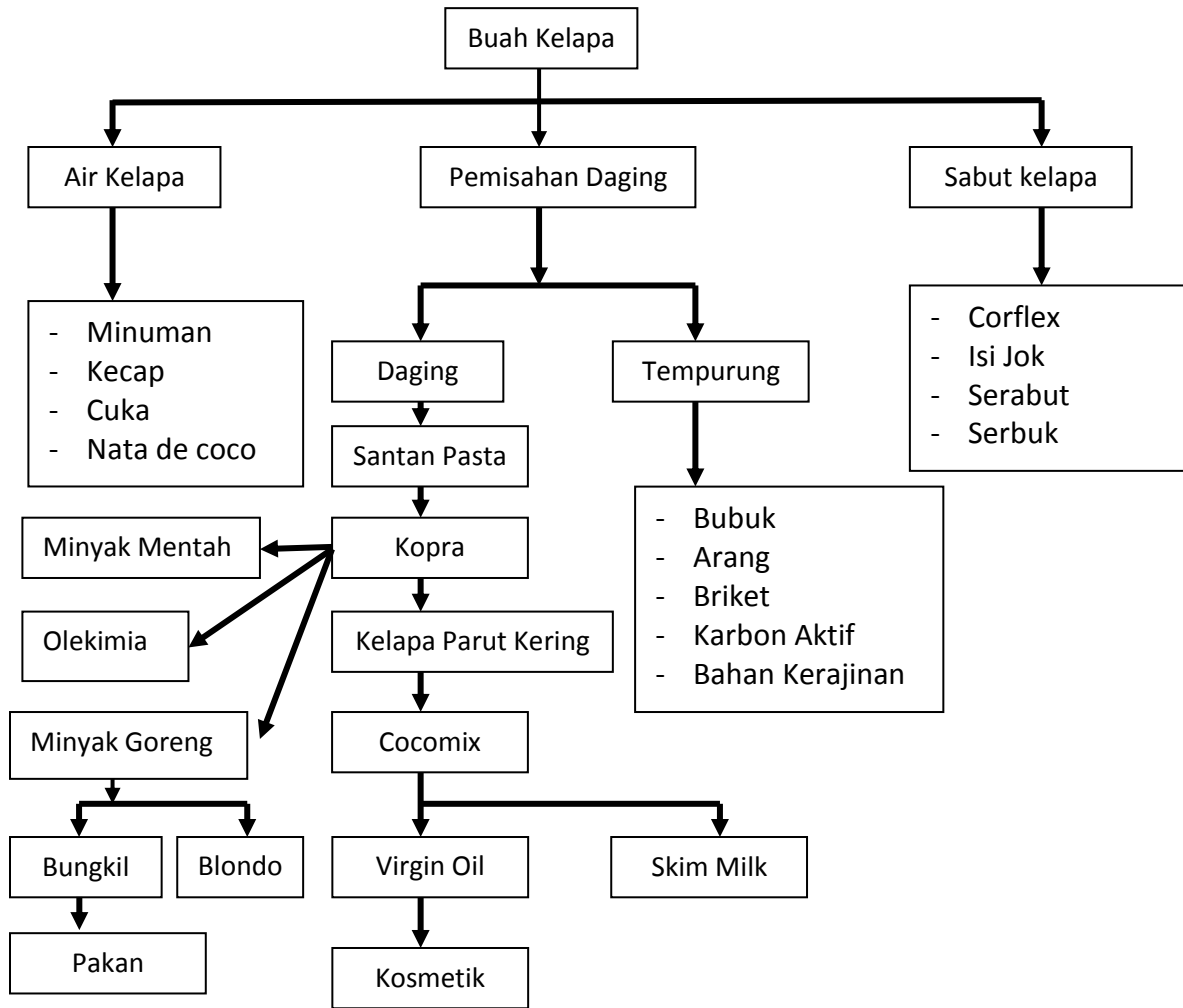 Buah Kelapa
Air Kelapa
Pemisahan Daging
Sabut kelapa
- Minuman
- Kecap
- Cuka
- Nata de coco
Daging
Tempurung
- Corflex
- Isi Jok
- Serabut
- Serbuk
Santan Pasta
- Bubuk
- Arang
- Briket
- Karbon Aktif
- Bahan Kerajinan
Minyak Mentah
Kopra
Olekimia
Kelapa Parut Kering
Minyak Goreng
Cocomix
Bungkil
Blondo
Virgin Oil
Skim Milk
Pakan
Kosmetik